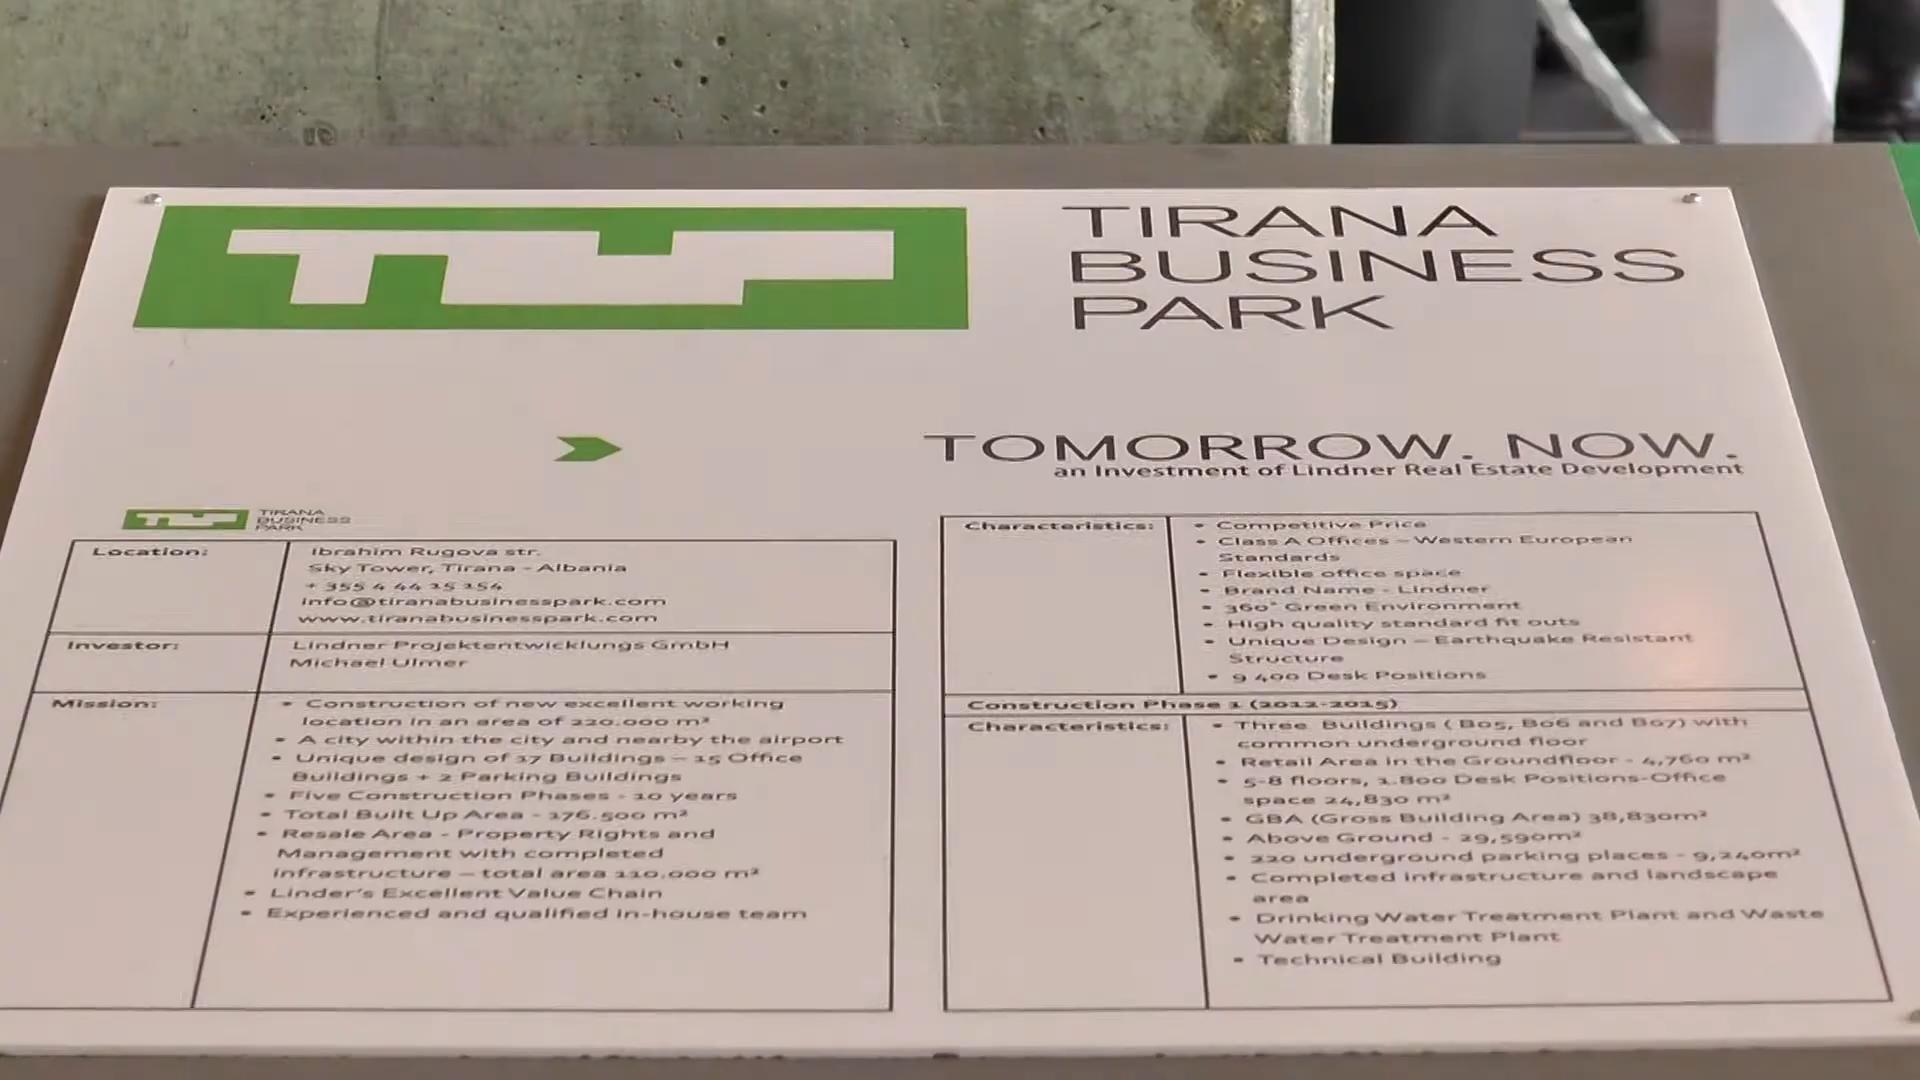 TIRANA
BUSINESS
PARK
TOMORROW. NOW.
an Investment of Lindner Real Estate Development
TIRANA
BUSINESS
PARK
Location:
Ibrahim Rugova str.
Sky Tower, Tirana - Albania
+ 355 4 44 15 154
info@tiranabusinesspark.com
www.tiranabusinesspark.com
Investor:
Lindner Projektentwicklungs GmbH
Michael Ulmer
Mission:
• Construction of new excellent working
location in an area of 220.000 m²
• A city within the city and nearby the airport
• Unique design of 17 Buildings – 15 Office
Buildings + 2 Parking Buildings
• Five Construction Phases - 10 years
• Total Built Up Area - 176.500 m²
• Resale Area - Property Rights and
Management with completed
infrastructure – total area 110.000 m²
• Linder's Excellent Value Chain
• Experienced and qualified in-house team
Characteristics:
• Competitive Price
• Class A Offices – Western European
Standards
• Flexible office space
• Brand Name - Lindner
• 360° Green Environment
• High quality standard fit outs
• Unique Design – Earthquake Resistant
Structure
• 9 400 Desk Positions
Construction Phase 1 (2012-2015)
Characteristics:
• Three Buildings ( B05, B06 and B07) with
common underground floor
• Retail Area in the Groundfloor - 4,760 m²
• 5-8 floors, 1.800 Desk Positions-Office
space 24,830 m²
• GBA (Gross Building Area) 38,830m²
• Above Ground - 29,590m²
• 220 underground parking places - 9,240m²
• Completed infrastructure and landscape
area
• Drinking Water Treatment Plant and Waste
Water Treatment Plant
• Technical Building